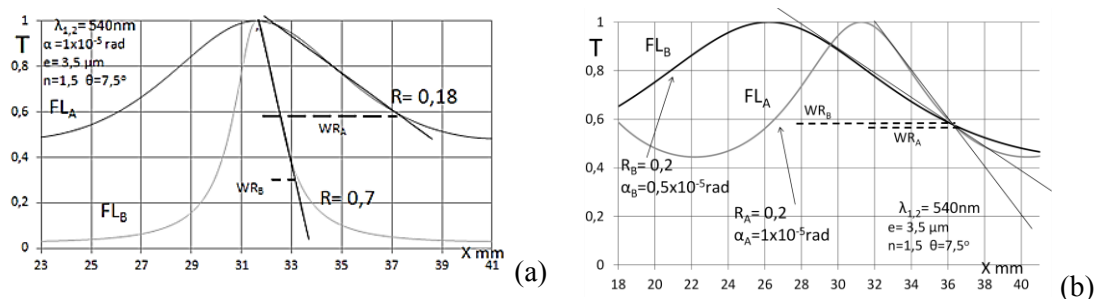 1
0,8
0,6
0,4
0,2
0
T
λ1,2= 540nm
α =1x10⁻⁵ rad
e= 3,5 µm
n=1,5 θ=7,5º
FLA
FLB
R= 0,18
WRA
WRB
R= 0,7
X mm
23 25 27 29 31 33 35 37 39 41
(a)
1
0,8
0,6
0,4
0,2
0
T
FLB
FLA
WRB
WRA
RB= 0,2
αB=0,5x10⁻⁵rad
RA= 0,2
αA=1x10⁻⁵rad
λ1,2= 540nm
e= 3,5 µm
n=1,5 θ=7,5º
X mm
18 20 22 24 26 28 30 32 34 36 38 40
(b)